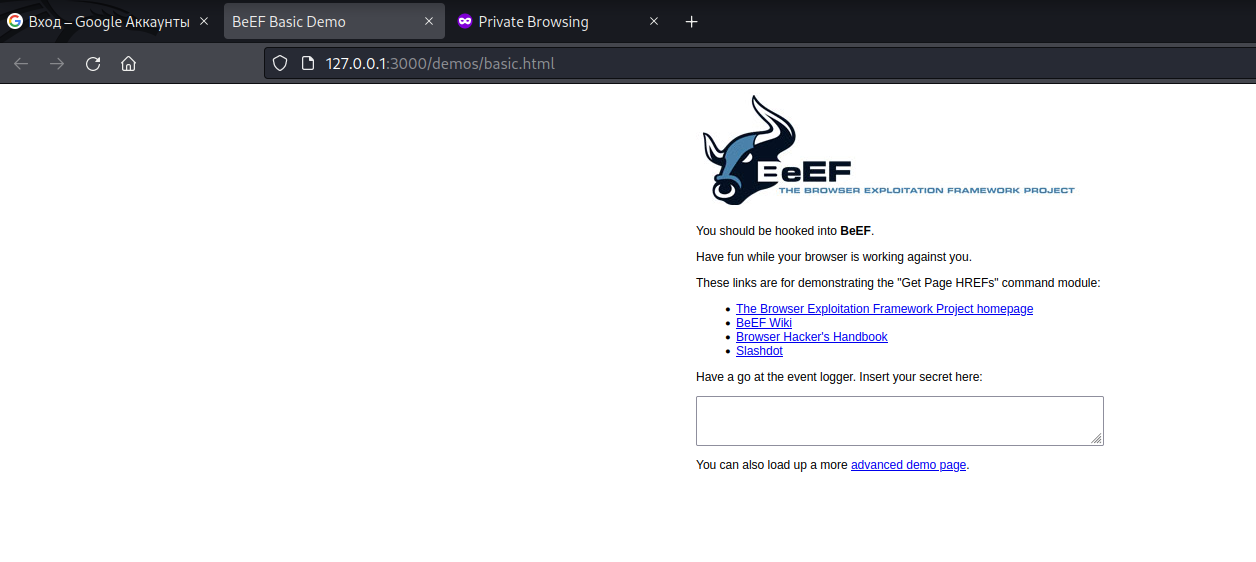 Вход – Google Аккаунты
BeEF Basic Demo
Private Browsing
127.0.0.1:3000/demos/basic.html
BeEF
THE BROWSER EXPLOITATION FRAMEWORK PROJECT
You should be hooked into BeEF.
Have fun while your browser is working against you.
These links are for demonstrating the "Get Page HREFs" command module:
The Browser Exploitation Framework Project homepage
BeEF Wiki
Browser Hacker's Handbook
Slashdot
Have a go at the event logger. Insert your secret here:
You can also load up a more advanced demo page.